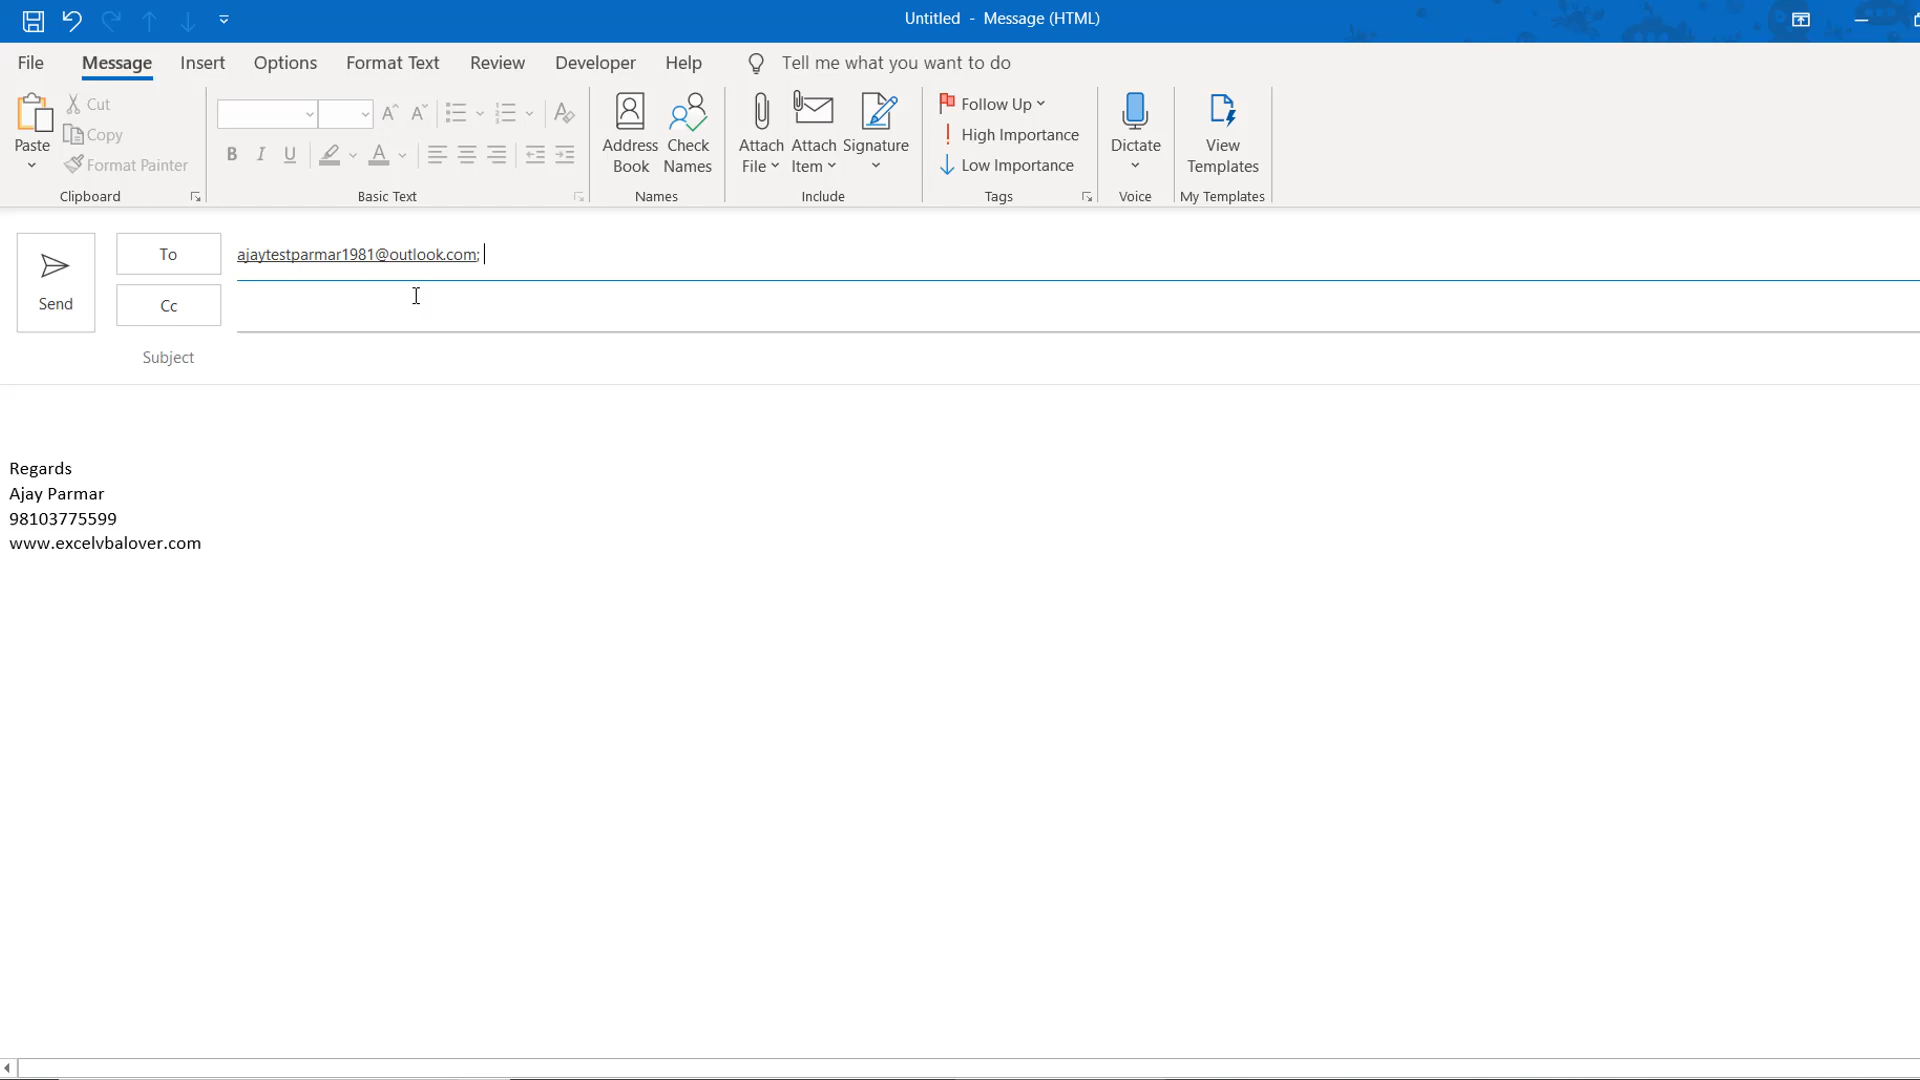 Untitled - Message (HTML)
File Message Insert Options Format Text Review Developer Help Tell me what you want to do
Paste
Cut
Copy
Format Painter
Clipboard
B I U
Basic Text
Address Book
Check Names
Names
Attach File
Attach Item
Signature
Include
Follow Up
High Importance
Low Importance
Tags
Dictate
Voice
View Templates
My Templates
Send
To ajaytestparmar1981@outlook.com;
Cc
Subject
Regards
Ajay Parmar
98103775599
www.excelvbalover.com